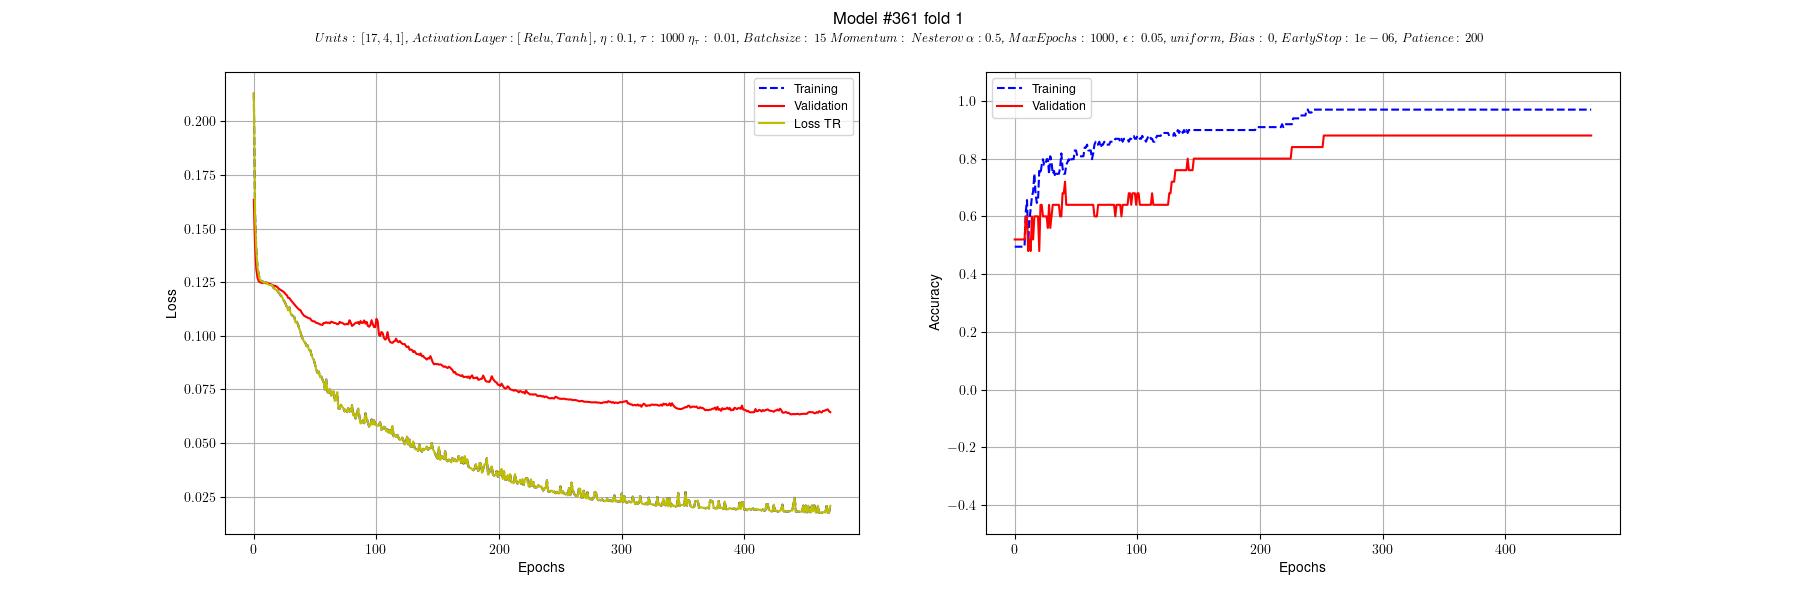 Model #361 fold 1
Units : [17, 4, 1], ActivationLayer : [ Relu, Tanh ], η : 0.1, τ : 1000 ητ : 0.01, Batchsize : 15 Momentum : Nesterov α : 0.5, MaxEpochs : 1000, ϵ : 0.05, uniform, Bias : 0, EarlyStop : 1e − 06, Patience : 200
Training
Validation
Loss TR
0.200
0.175
0.150
0.125
0.100
0.075
0.050
0.025
Loss
0 100 200 300 400
Epochs
Training
Validation
1.0
0.8
0.6
0.4
0.2
0.0
−0.2
−0.4
Accuracy
0 100 200 300 400
Epochs